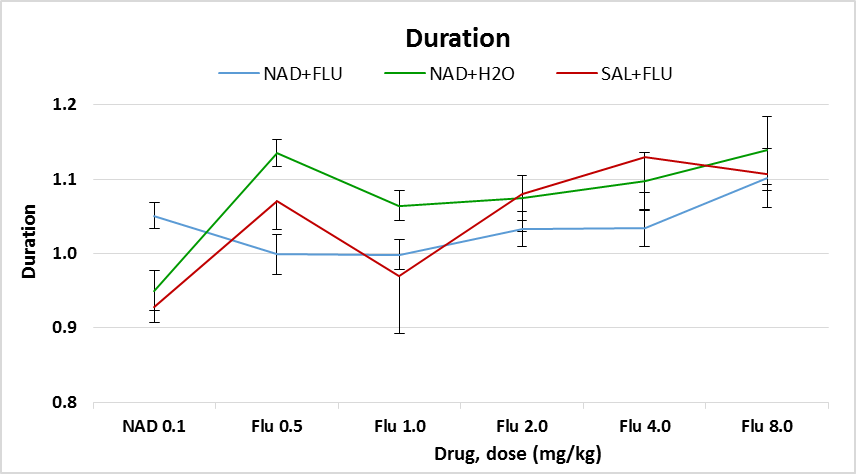 Duration
NAD+FLU NAD+H2O SAL+FLU
1.2
1.1
1.0
0.9
0.8
Duration
NAD 0.1 Flu 0.5 Flu 1.0 Flu 2.0 Flu 4.0 Flu 8.0
Drug, dose (mg/kg)